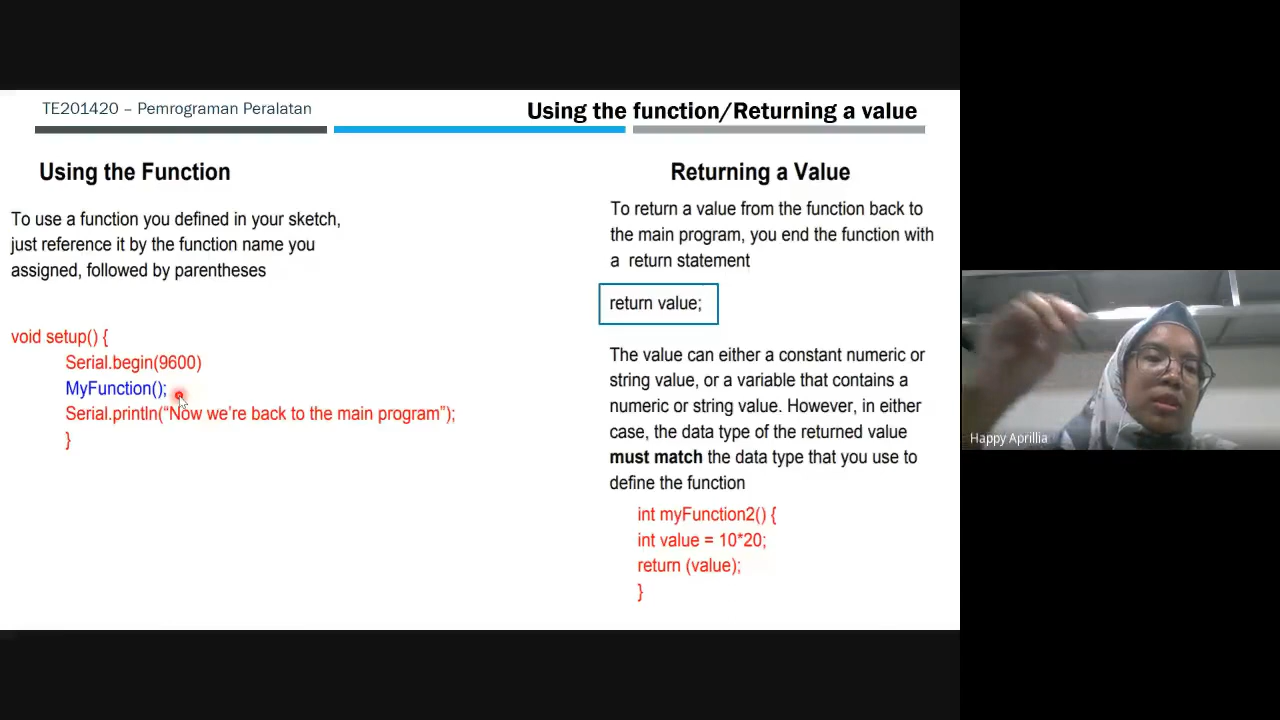 TE201420 – Pemrograman Peralatan
Using the function/Returning a value
Using the Function
To use a function you defined in your sketch,
just reference it by the function name you
assigned, followed by parentheses
void setup() {
Serial.begin(9600)
MyFunction();
Serial.println(“Now we’re back to the main program”);
}
Returning a Value
To return a value from the function back to
the main program, you end the function with
a return statement
return value;
The value can either a constant numeric or
string value, or a variable that contains a
numeric or string value. However, in either
case, the data type of the returned value
must match the data type that you use to
define the function
int myFunction2() {
int value = 10*20;
return (value);
}
Happy Aprillia